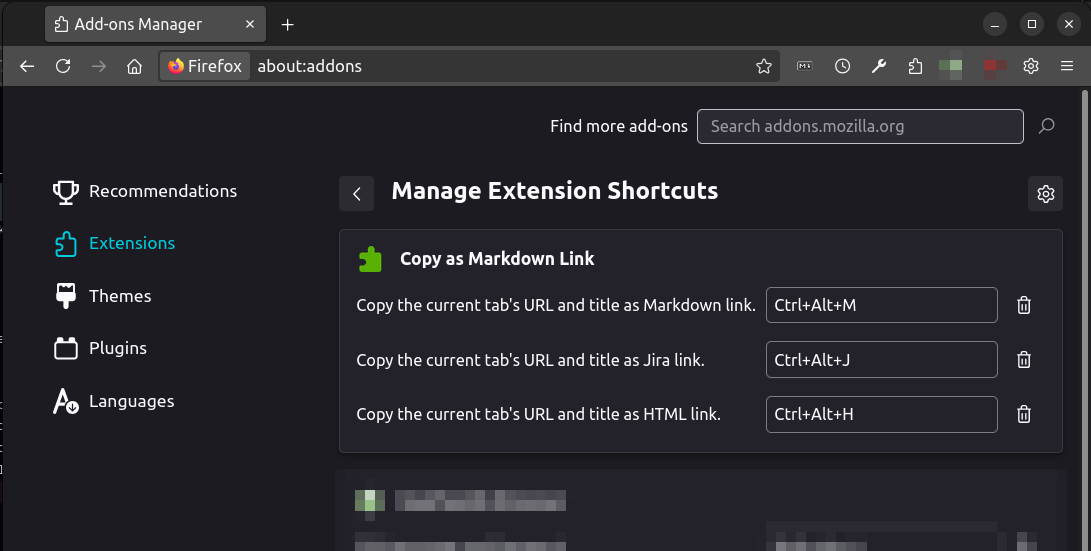 Add-ons Manager
Firefox about:addons
Find more add-ons Search addons.mozilla.org
Recommendations
Extensions
Themes
Plugins
Languages
Manage Extension Shortcuts
Copy as Markdown Link
Copy the current tab's URL and title as Markdown link. Ctrl+Alt+M
Copy the current tab's URL and title as Jira link. Ctrl+Alt+J
Copy the current tab's URL and title as HTML link. Ctrl+Alt+H